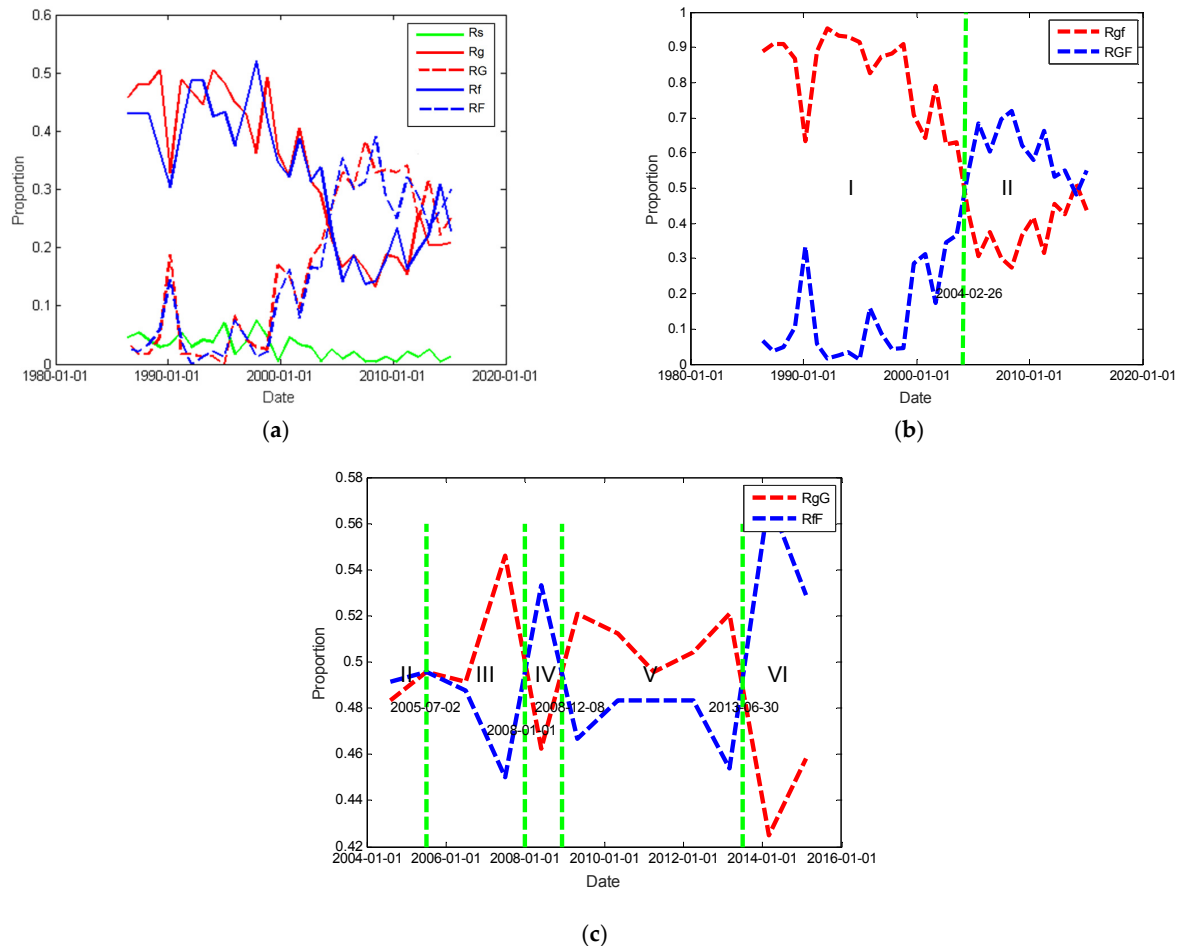 0.6
0.5
0.4
0.3
0.2
0.1
0
Proportion
Rs
Rg
RG
Rf
RF
1980-01-01 1990-01-01 2000-01-01 2010-01-01 2020-01-01
Date
(a)
1
0.9
0.8
0.7
0.6
0.5
0.4
0.3
0.2
0.1
0
Proportion
Rgf
RGF
I
II
2004-02-26
1980-01-01 1990-01-01 2000-01-01 2010-01-01 2020-01-01
Date
(b)
0.58
0.56
0.54
0.52
0.5
0.48
0.46
0.44
0.42
Proportion
RgG
RfF
II III IV V VI
2005-07-02 2008-12-08 2013-06-30
2008-01-01
2004-01-01 2006-01-01 2008-01-01 2010-01-01 2012-01-01 2014-01-01 2016-01-01
Date
(c)